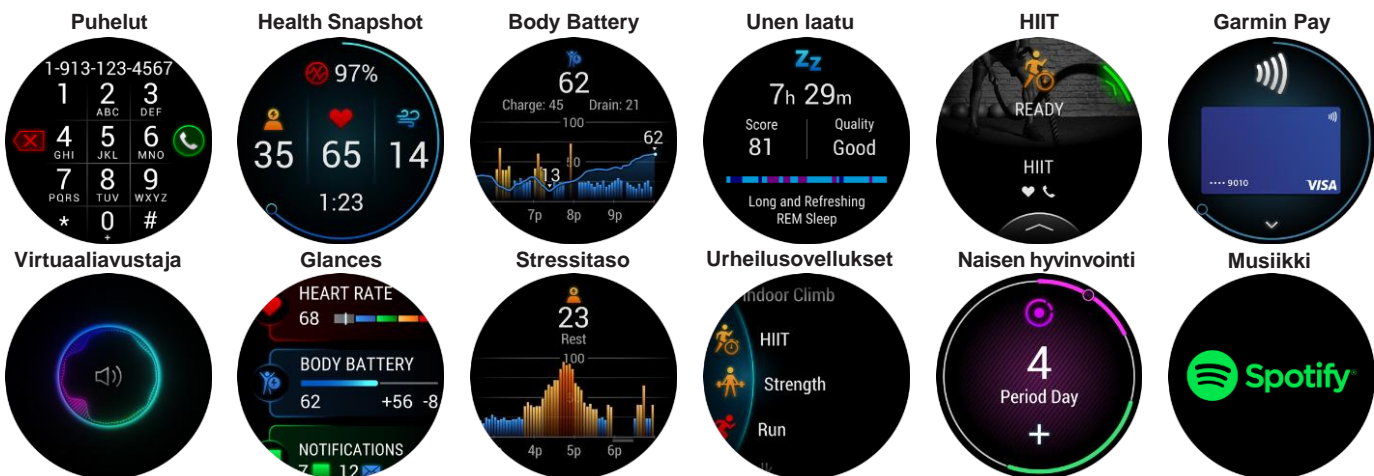 Puhelut
1-913-123-4567
1 2 3
ABC DEF
4 5 6
GHI JKL MNO
7 8 9
PQRS TUV WXYZ
* 0 #
+
Health Snapshot
97%
35 65 14
1:23
Body Battery
62
Charge: 45 Drain: 21
100
62
50
13
7p 8p 9p
Unen laatu
ZZ
7h 29m
Score Quality
81 Good
Long and Refreshing
REM Sleep
HIIT
READY
HIIT
Garmin Pay
•••• 9010 VISA
Virtuaaliavustaja
Glances
HEART RATE
68
BODY BATTERY
62 +56 -8
NOTIFICATIONS
7 12
Stressitaso
23
Rest
100
4p 5p 6p
Urheilusovellukset
Indoor Climb
HIIT
Strength
Run
Naisen hyvinvointi
4
Period Day
+
Musiikki
Spotify